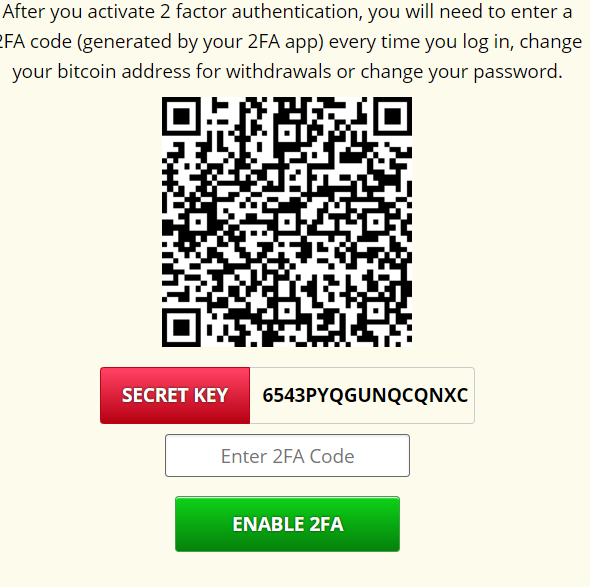 After you activate 2 factor authentication, you will need to enter a
2FA code (generated by your 2FA app) every time you log in, change
your bitcoin address for withdrawals or change your password.
SECRET KEY 6543PYQGUNQCQNXC
Enter 2FA Code
ENABLE 2FA